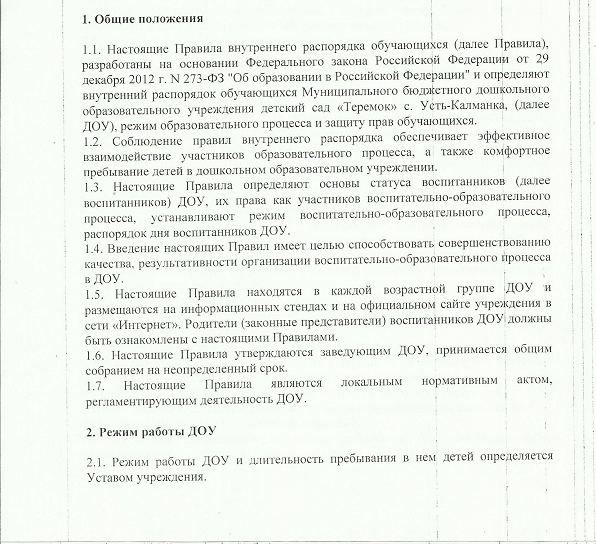 1. Общие положения
1.1. Настоящие Правила внутреннего распорядка обучающихся (далее Правила),
разработаны на основании Федерального закона Российской Федерации от 29
декабря 2012 г. N 273-ФЗ "Об образовании в Российской Федерации" и определяют
внутренний распорядок обучающихся Муниципального бюджетного дошкольного
образовательного учреждения детский сад «Теремок» с. Усть-Калманка, (далее
ДОУ), режим образовательного процесса и защиту прав обучающихся.
1.2. Соблюдение правил внутреннего распорядка обеспечивает эффективное
взаимодействие участников образовательного процесса, а также комфортное
пребывание детей в дошкольном образовательном учреждении.
1.3. Настоящие Правила определяют основы статуса воспитанников (далее
воспитанников) ДОУ, их права как участников воспитательно-образовательного
процесса, устанавливают режим воспитательно-образовательного процесса,
распорядок дня воспитанников ДОУ.
1.4. Введение настоящих Правил имеет целью способствовать совершенствованию
качества, результативности организации воспитательно-образовательного процесса
в ДОУ.
1.5. Настоящие Правила находятся в каждой возрастной группе ДОУ и
размещаются на информационных стендах и на официальном сайте учреждения в
сети «Интернет». Родители (законные представители) воспитанников ДОУ должны
быть ознакомлены с настоящими Правилами.
1.6. Настоящие Правила утверждаются заведующим ДОУ, принимается общим
собранием на неопределенный срок.
1.7. Настоящие Правила являются локальным нормативным актом,
регламентирующим деятельность ДОУ.
2. Режим работы ДОУ
2.1. Режим работы ДОУ и длительность пребывания в нем детей определяется
Уставом учреждения.